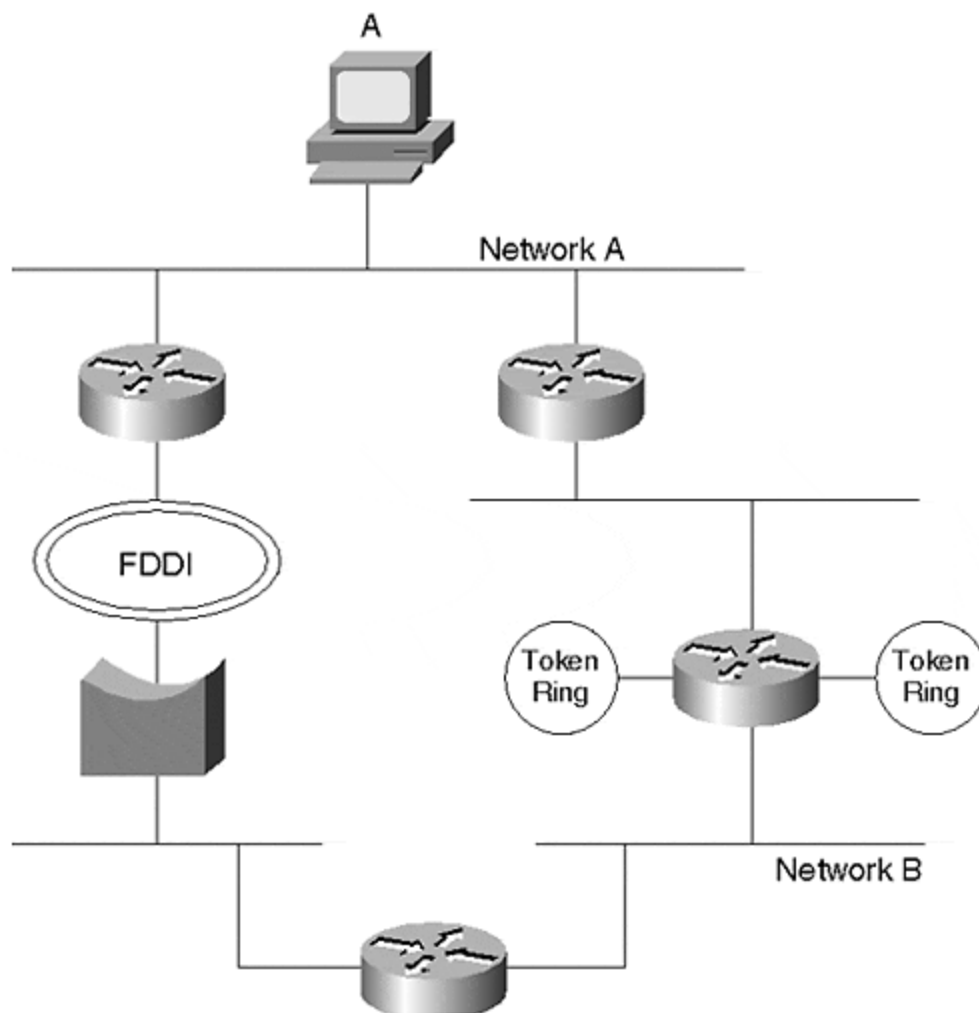 A
Network A
FDDI
Token
Ring
Token
Ring
Network B